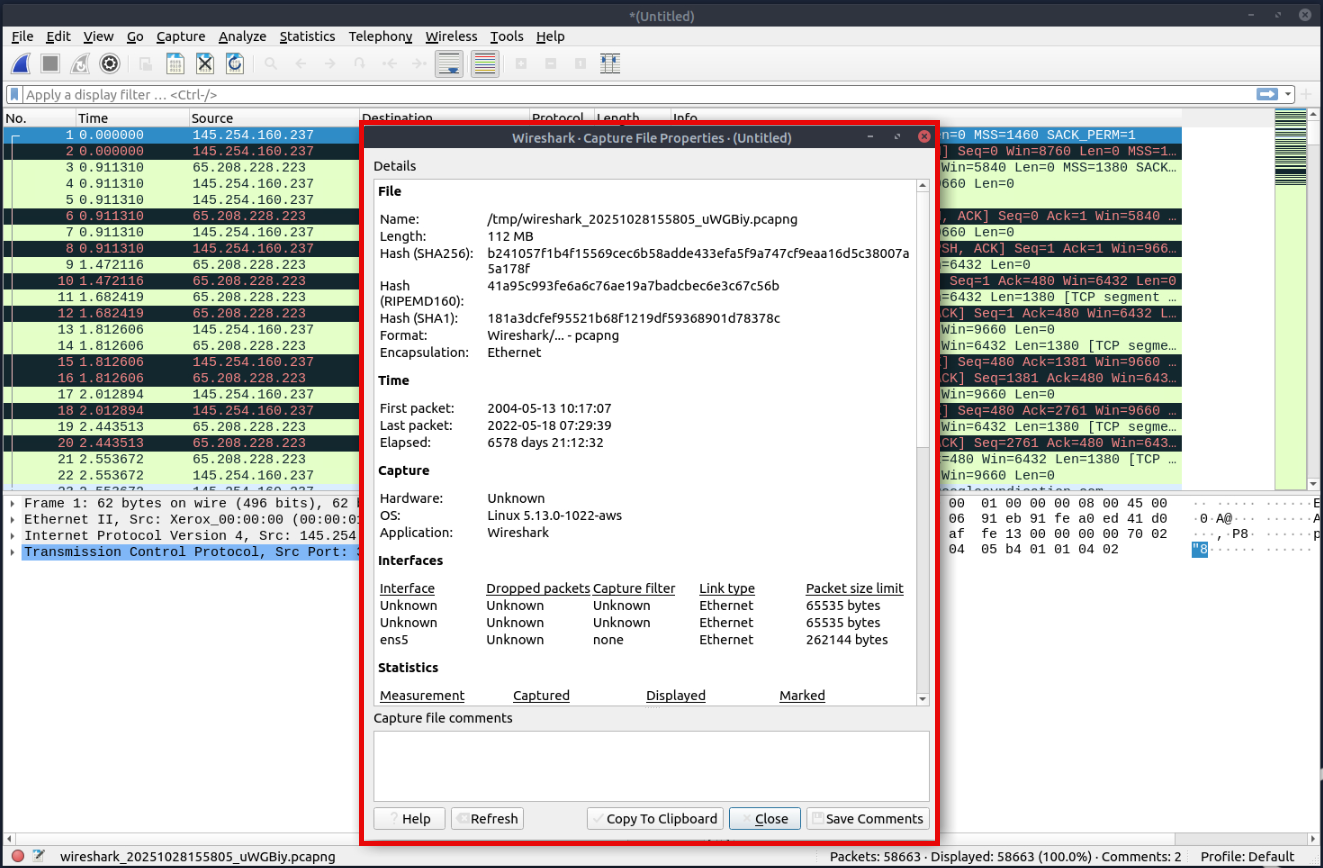 *(Untitled)
File Edit View Go Capture Analyze Statistics Telephony Wireless Tools Help
Apply a display filter … <Ctrl-/>
No. Time Source Destination Protocol Length Info
1 0.000000 145.254.160.237
2 0.000000 145.254.160.237
3 0.911310 65.208.228.223
4 0.911310 145.254.160.237
5 0.911310 145.254.160.237
6 0.911310 65.208.228.223
7 0.911310 145.254.160.237
8 0.911310 145.254.160.237
9 1.472116 65.208.228.223
10 1.472116 65.208.228.223
11 1.682419 65.208.228.223
12 1.682419 65.208.228.223
13 1.812606 145.254.160.237
14 1.812606 65.208.228.223
15 1.812606 145.254.160.237
16 1.812606 65.208.228.223
17 2.012894 145.254.160.237
18 2.012894 145.254.160.237
19 2.443513 65.208.228.223
20 2.443513 65.208.228.223
21 2.553672 65.208.228.223
22 2.553672 145.254.160.237
=0 MSS=1460 SACK_PERM=1
] Seq=0 Win=8760 Len=0 MSS=1…
Win=5840 Len=0 MSS=1380 SACK…
660 Len=0
, ACK] Seq=0 Ack=1 Win=5840 …
660 Len=0
SH, ACK] Seq=1 Ack=1 Win=966…
=6432 Len=0
Seq=1 Ack=480 Win=6432 Len=0
=6432 Len=1380 [TCP segment …
CK] Seq=1 Ack=480 Win=6432 L…
Win=9660 Len=0
Win=6432 Len=1380 [TCP segme…
] Seq=480 Ack=1381 Win=9660 …
CK] Seq=1381 Ack=480 Win=643…
Win=9660 Len=0
] Seq=480 Ack=2761 Win=9660 …
Win=6432 Len=1380 [TCP segme…
CK] Seq=2761 Ack=480 Win=643…
=480 Win=6432 Len=1380 [TCP …
Win=9660 Len=0
Wireshark · Capture File Properties · (Untitled)
Details
File
Name: /tmp/wireshark_20251028155805_uWGBiy.pcapng
Length: 112 MB
Hash (SHA256): b241057f1b4f15569cec6b58adde433efa5f9a747cf9eaa16d5c38007a
5a178f
Hash
(RIPEMD160): 41a95c993fe6a6c76ae19a7badcbec6e3c67c56b
Hash (SHA1): 181a3dcfef95521b68f1219df59368901d78378c
Format: Wireshark/... - pcapng
Encapsulation: Ethernet
Time
First packet: 2004-05-13 10:17:07
Last packet: 2022-05-18 07:29:39
Elapsed: 6578 days 21:12:32
Capture
Hardware: Unknown
OS: Linux 5.13.0-1022-aws
Application: Wireshark
Interfaces
Interface Dropped packets Capture filter Link type Packet size limit
Unknown Unknown Unknown Ethernet 65535 bytes
Unknown Unknown Unknown Ethernet 65535 bytes
ens5 Unknown none Ethernet 262144 bytes
Statistics
Measurement Captured Displayed Marked
Capture file comments
Help Refresh Copy To Clipboard Close Save Comments
Frame 1: 62 bytes on wire (496 bits), 62 b
Ethernet II, Src: Xerox_00:00:00 (00:00:01
Internet Protocol Version 4, Src: 145.254
Transmission Control Protocol, Src Port: 3
00 01 00 00 00 08 00 45 00 ·· ······ ······E
06 91 eb 91 fe a0 ed 41 d0 ·0·A@··· ······A
af fe 13 00 00 00 00 70 02 ···,·P8· ······p
04 05 b4 01 01 04 02 "8······ ······
wireshark_20251028155805_uWGBiy.pcapng
Packets: 58663 · Displayed: 58663 (100.0%) · Comments: 2
Profile: Default